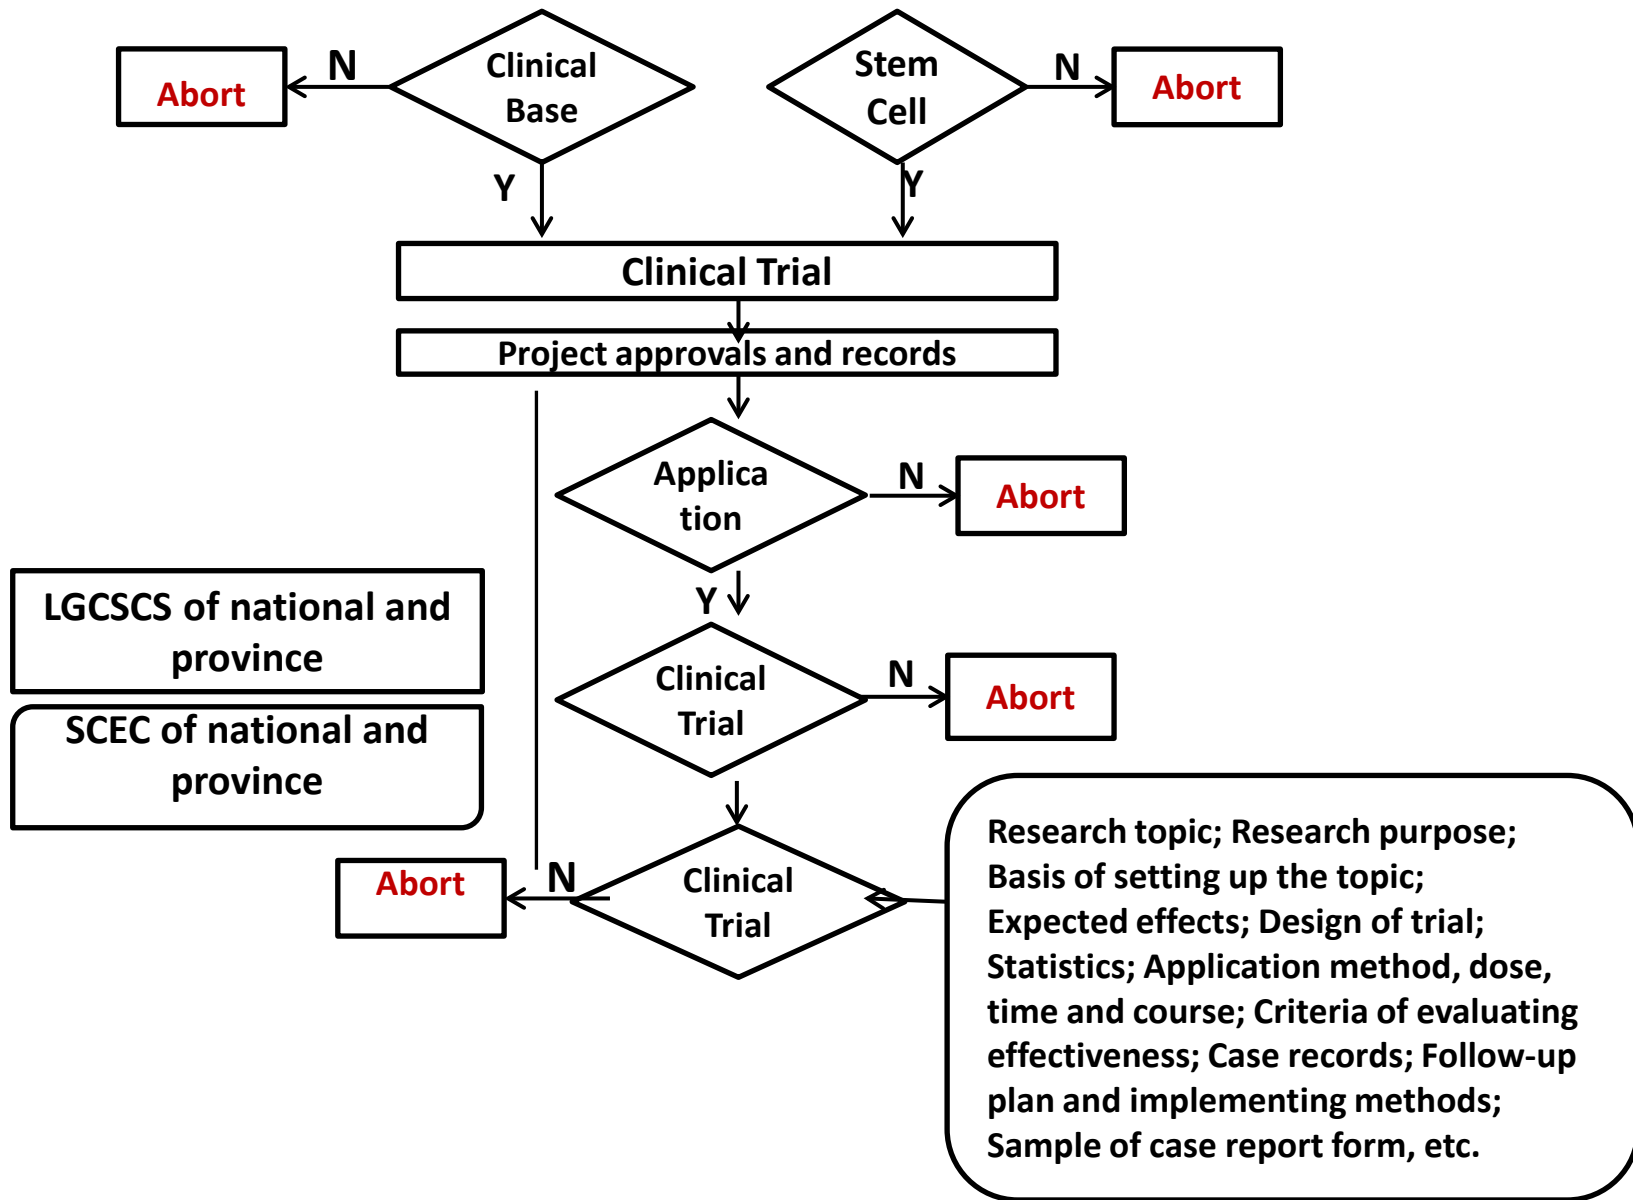 N
Clinical
Base
Abort
Stem
Cell
N
Abort
Y
Y
Clinical Trial
Project approvals and records
Applica
tion
N
Abort
Y
LGCSCS of national and
province
Clinical
Trial
N
Abort
SCEC of national and
province
Abort
N
Clinical
Trial
Research topic; Research purpose;
Basis of setting up the topic;
Expected effects; Design of trial;
Statistics; Application method, dose,
time and course; Criteria of evaluating
effectiveness; Case records; Follow-up
plan and implementing methods;
Sample of case report form, etc.